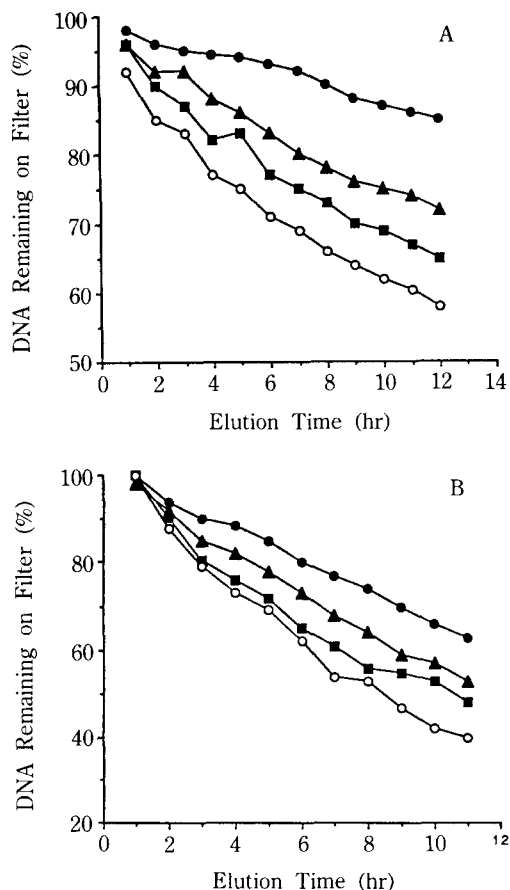 A
100
90
80
70
60
50
DNA Remaining on Filter (%)
0 2 4 6 8 10 12 14
Elution Time (hr)
B
100
80
60
40
20
DNA Remaining on Filter (%)
0 2 4 6 8 10 12
Elution Time (hr)